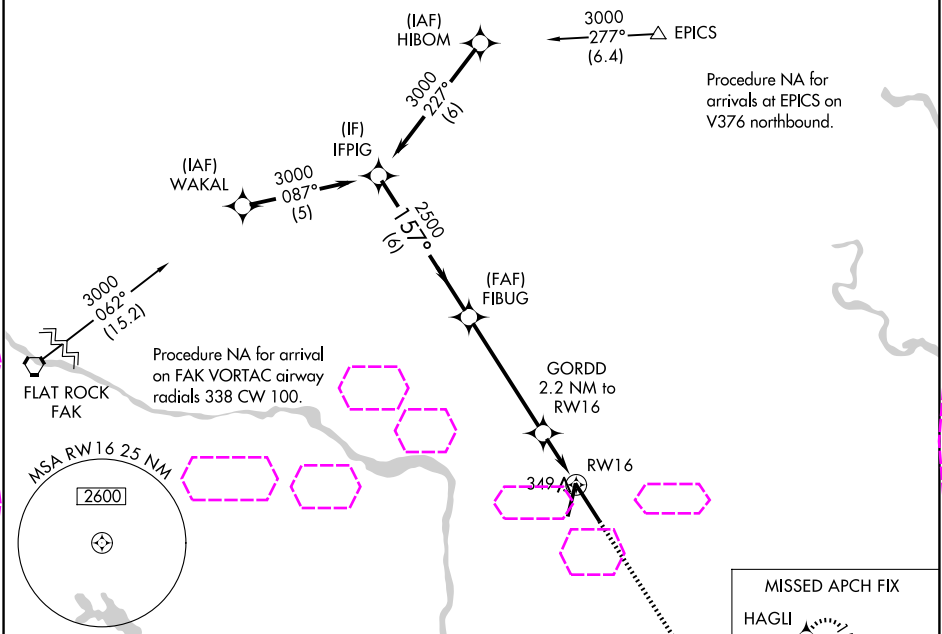 (IAF)
HIBOM
3000
277°
(6.4)
EPICS
Procedure NA for
arrivals at EPICS on
V376 northbound.
3000
227°
(6)
(IF)
IFPIG
(IAF)
WAKAL
3000
087°
(5)
2500
157°
(6)
(FAF)
FIBUG
3000
062°
(15.2)
FLAT ROCK
FAK
Procedure NA for arrival
on FAK VORTAC airway
radials 338 CW 100.
GORDD
2.2 NM to
RW16
RW16
349
MSA RW16 25 NM
2600
MISSED APCH FIX
HAGLI